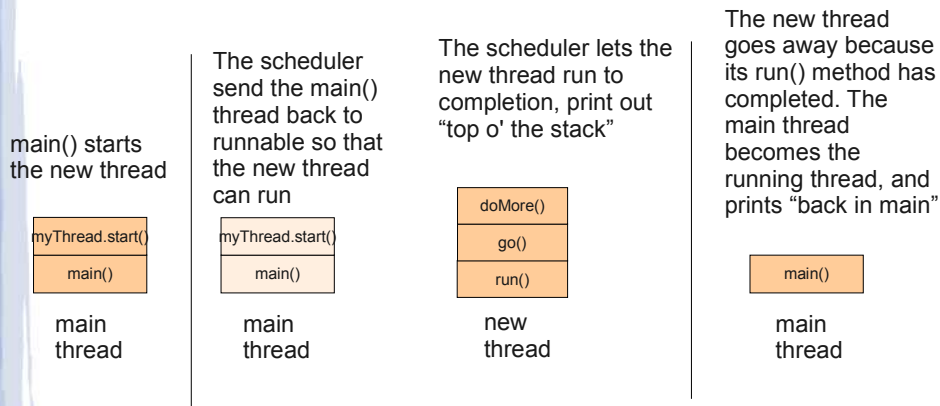 main() starts
the new thread
myThread.start()
main()
main
thread
The scheduler
send the main()
thread back to
runnable so that
the new thread
can run
myThread.start()
main()
main
thread
The scheduler lets the
new thread run to
completion, print out
“top o' the stack”
doMore()
go()
run()
new
thread
The new thread
goes away because
its run() method has
completed. The
main thread
becomes the
running thread, and
prints “back in main”
main()
main
thread